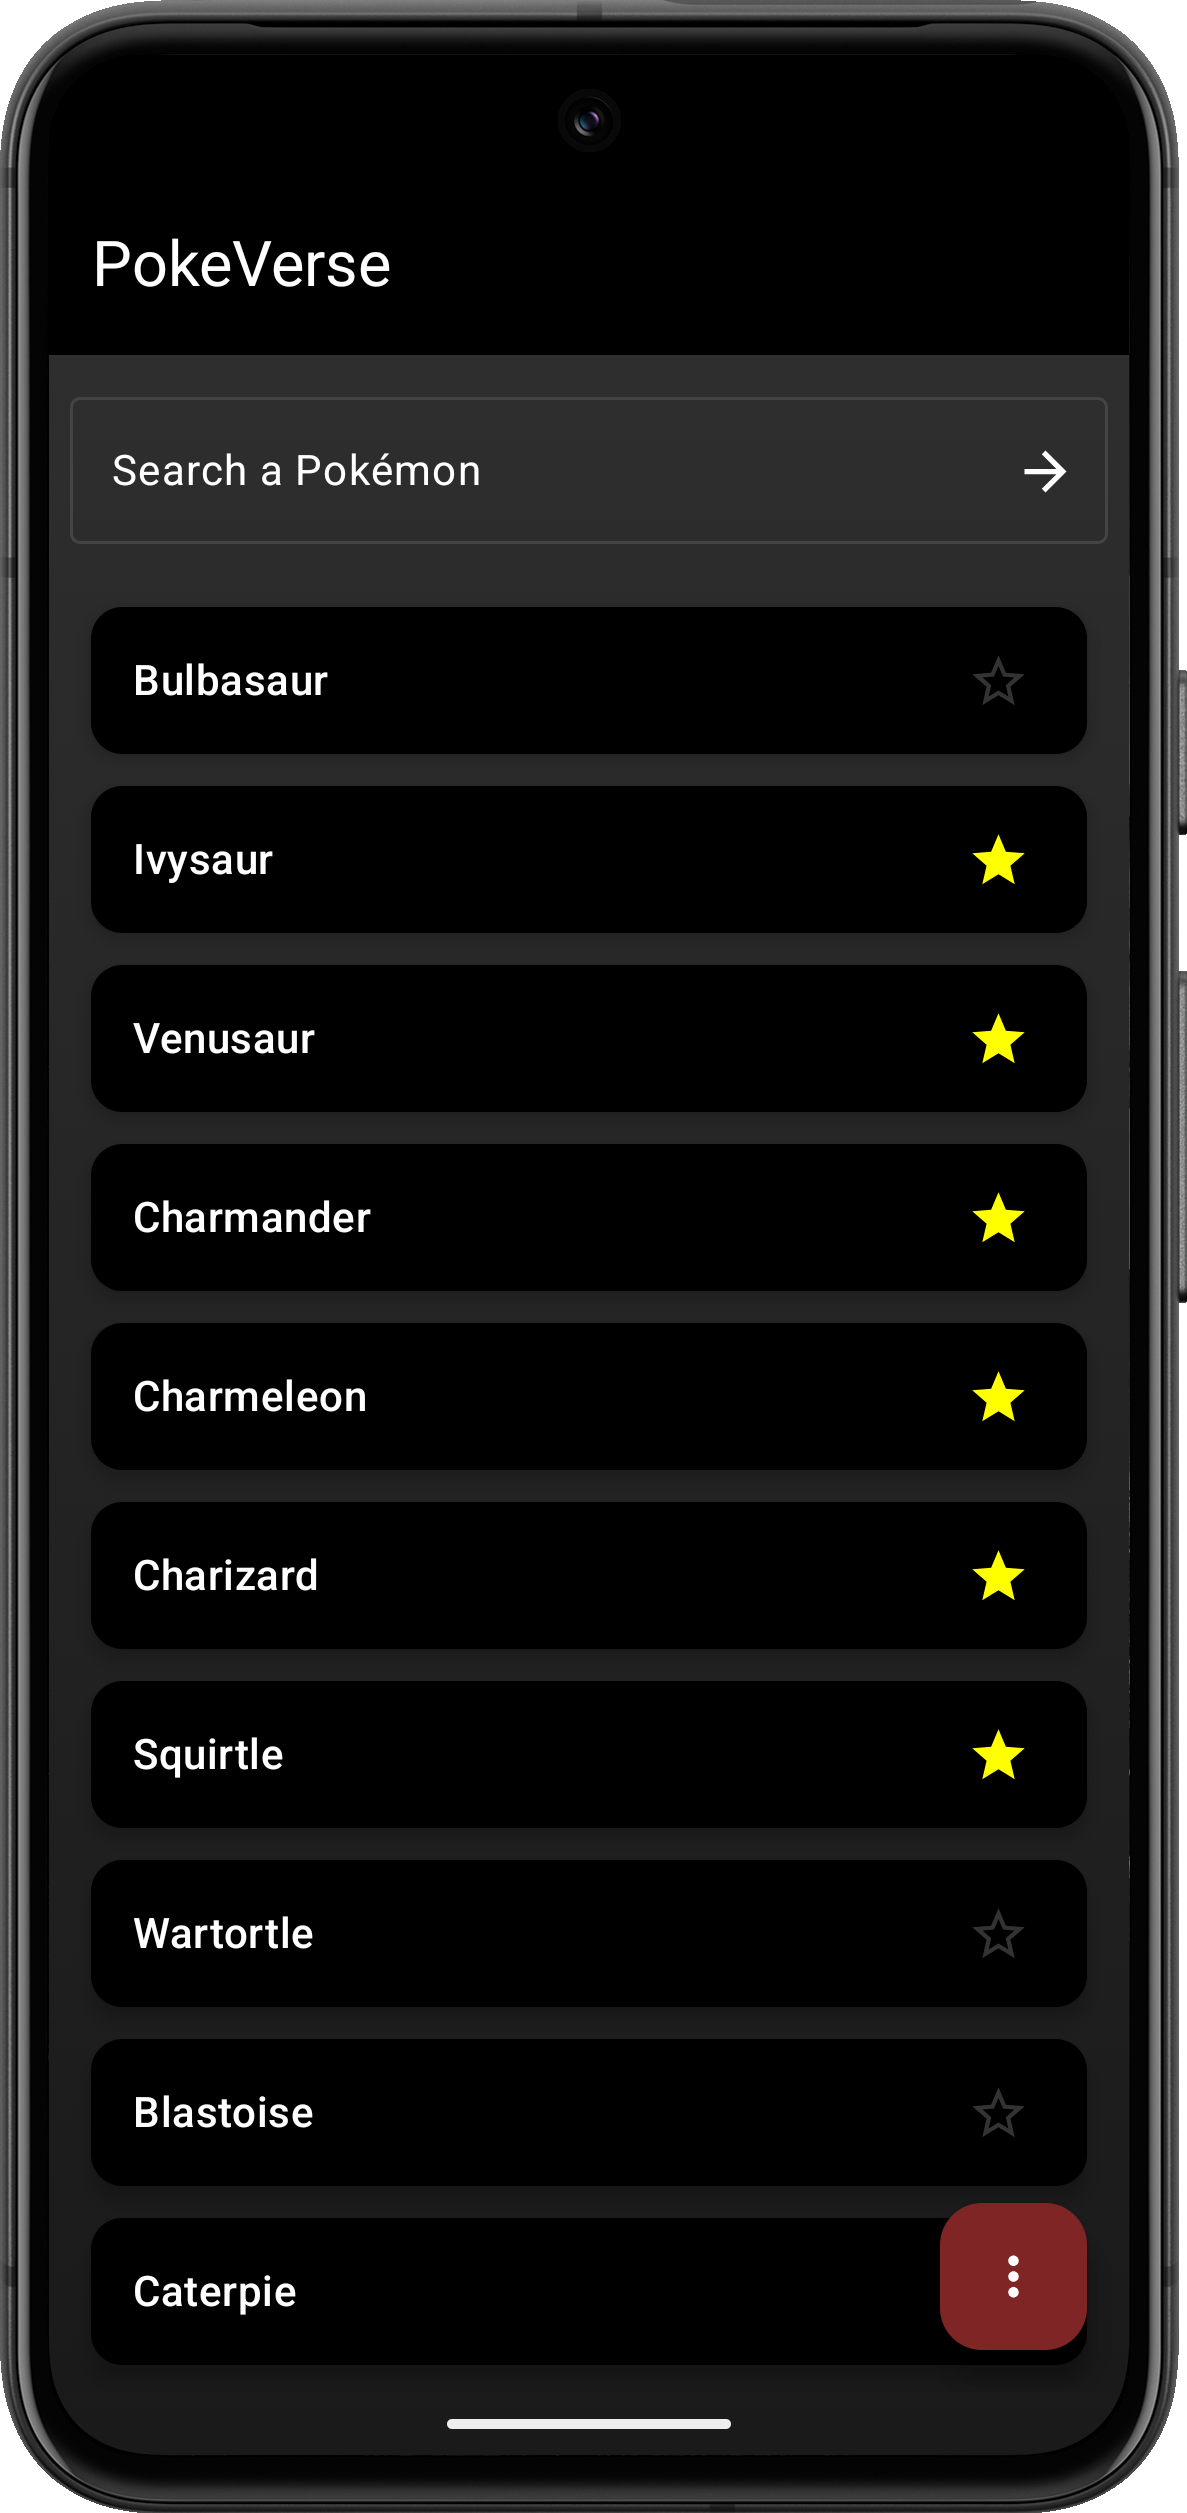 PokeVerse
Search a Pokémon
Bulbasaur
Ivysaur
Venusaur
Charmander
Charmeleon
Charizard
Squirtle
Wartortle
Blastoise
Caterpie